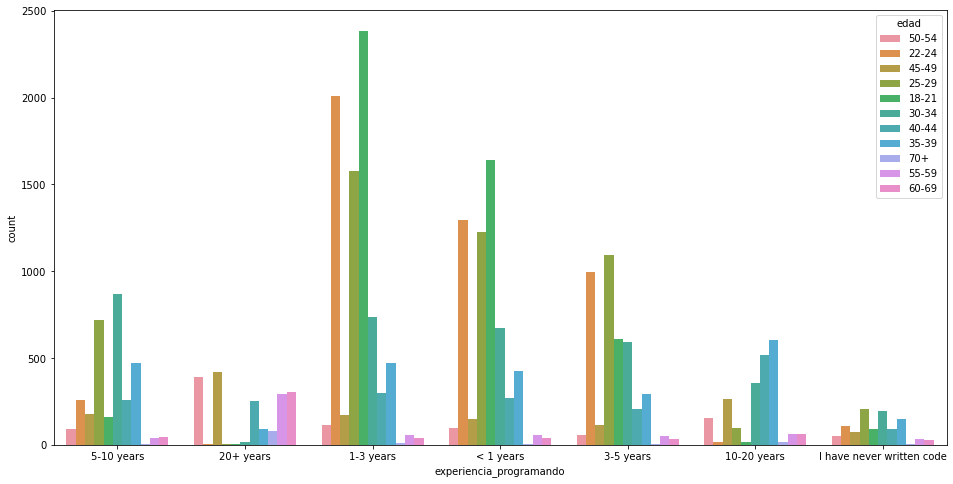 2500
2000
1500
1000
500
0
count
5-10 years
20+ years
1-3 years
< 1 years
3-5 years
10-20 years
I have never written code
experiencia_programando
edad
50-54
22-24
45-49
25-29
18-21
30-34
40-44
35-39
70+
55-59
60-69